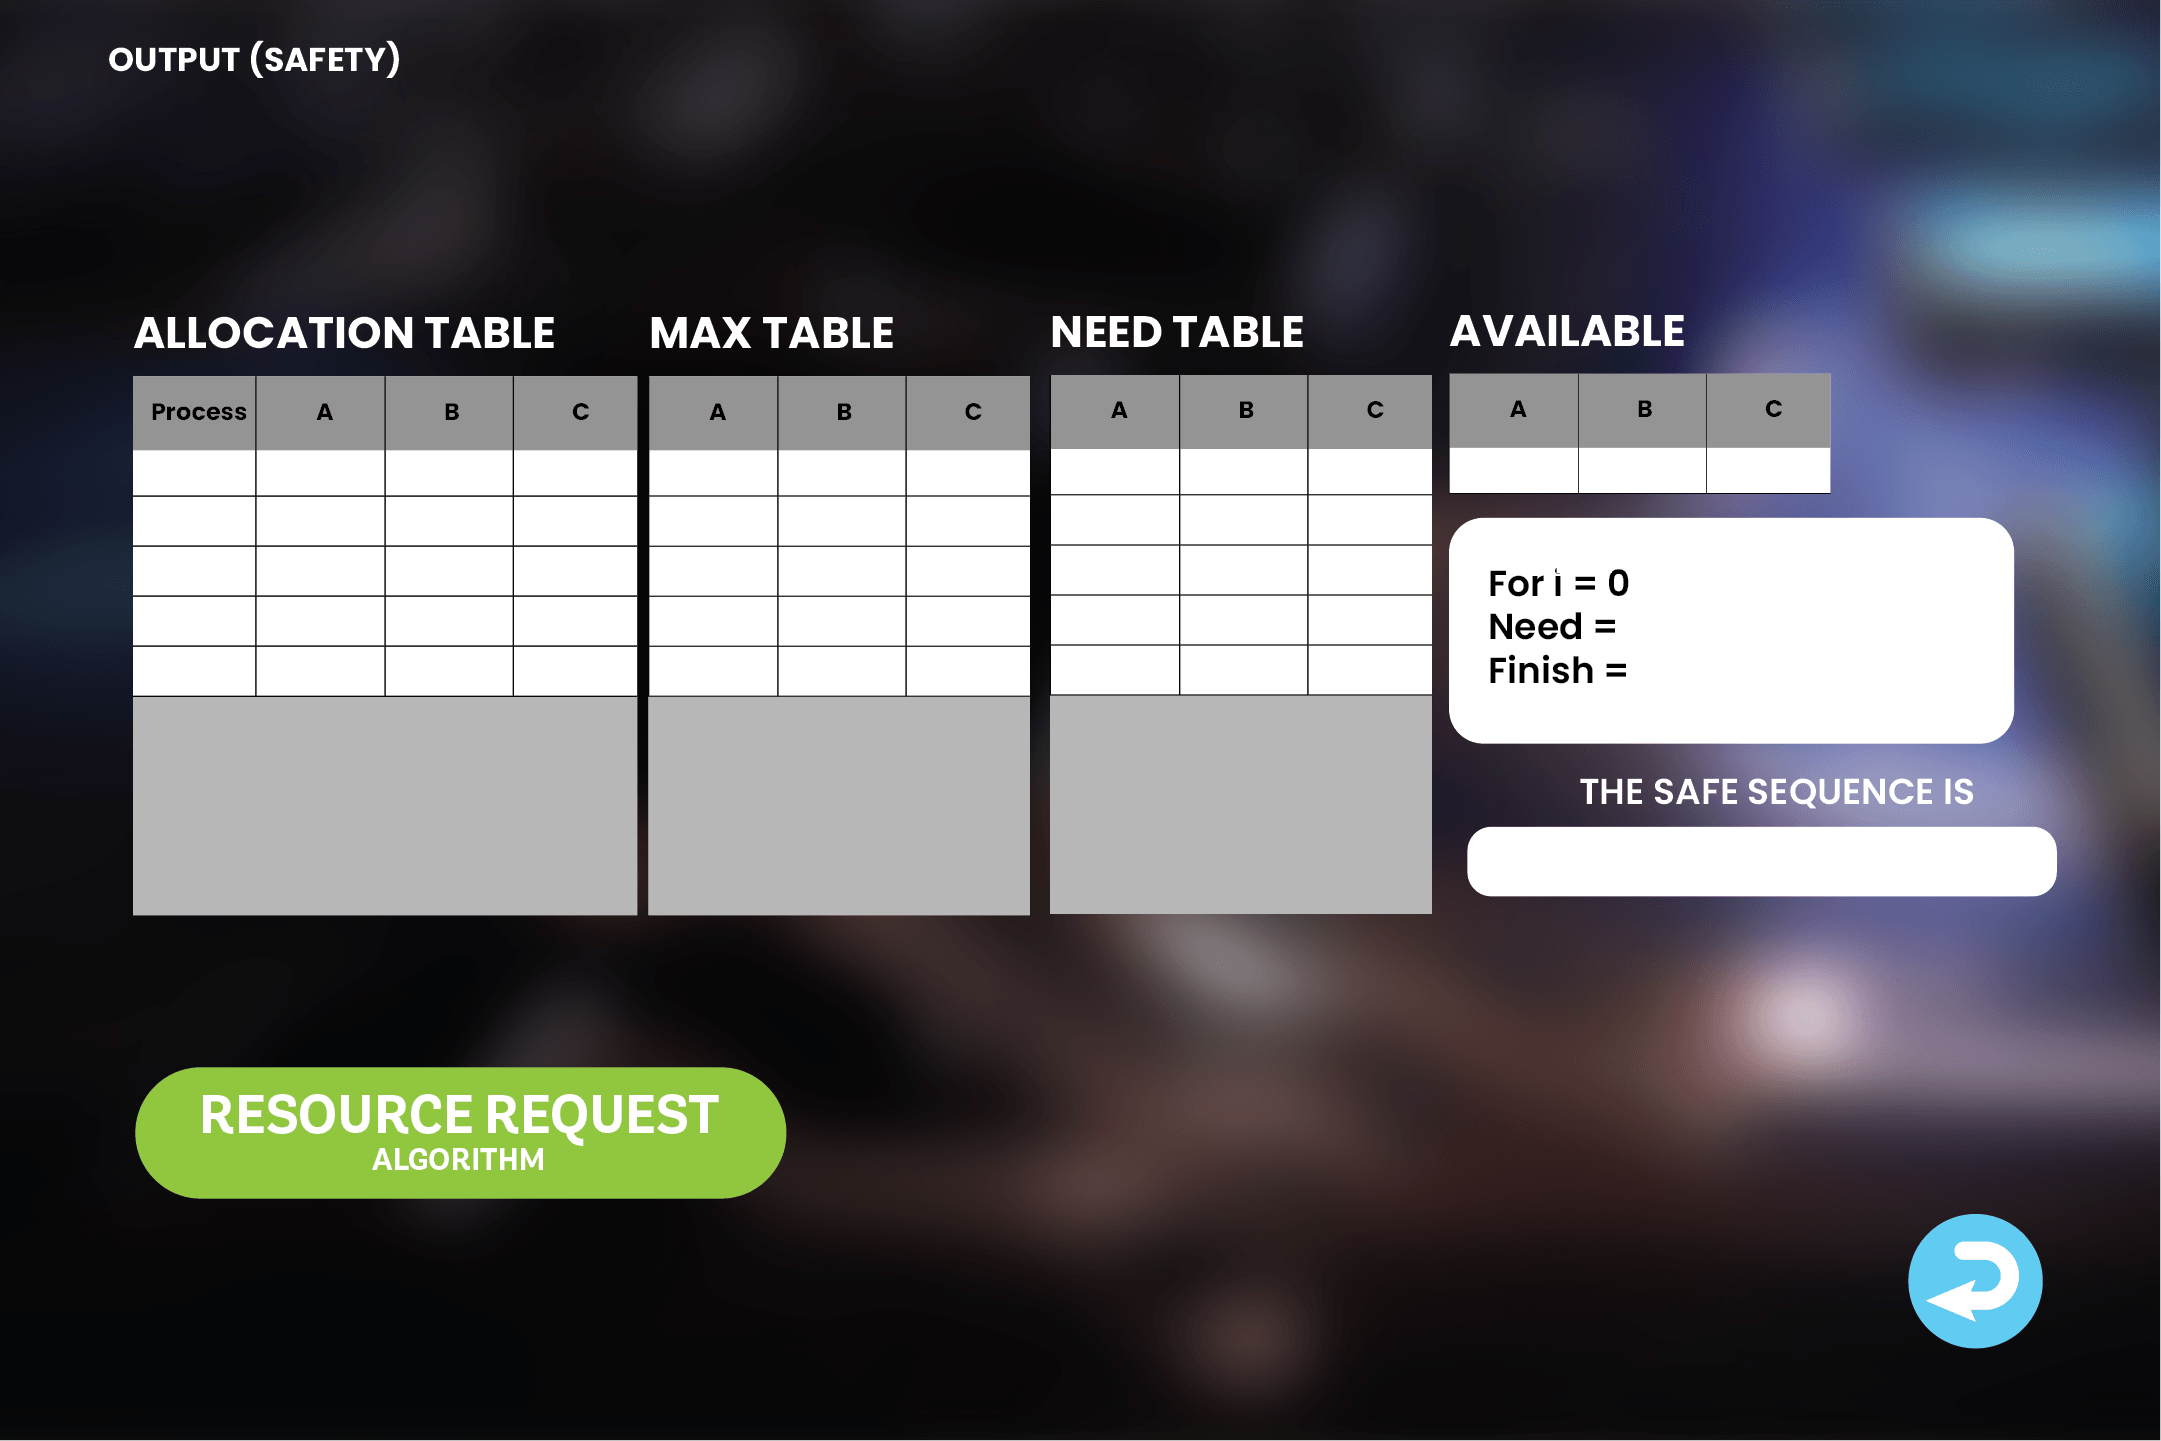 OUTPUT (SAFETY)
ALLOCATION TABLE
Process A B C
MAX TABLE
A B C
NEED TABLE
A B C
AVAILABLE
A B C
For i = 0
Need =
Finish =
THE SAFE SEQUENCE IS
RESOURCE REQUEST
ALGORITHM